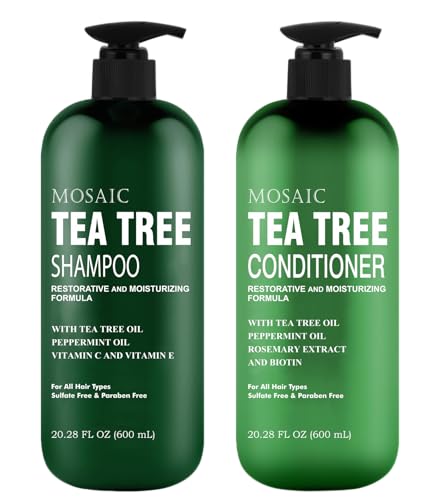 MOSAIC
TEA TREE
SHAMPOO
RESTORATIVE AND MOISTURIZING
FORMULA
WITH TEA TREE OIL
PEPPERMINT OIL
VITAMIN C AND VITAMIN E
For All Hair Types
Sulfate Free & Paraben Free
20.28 FL OZ (600 mL)
MOSAIC
TEA TREE
CONDITIONER
RESTORATIVE AND MOISTURIZING
FORMULA
WITH TEA TREE OIL
PEPPERMINT OIL
ROSEMARY EXTRACT
AND BIOTIN
For All Hair Types
Sulfate Free & Paraben Free
20.28 FL OZ (600 mL)